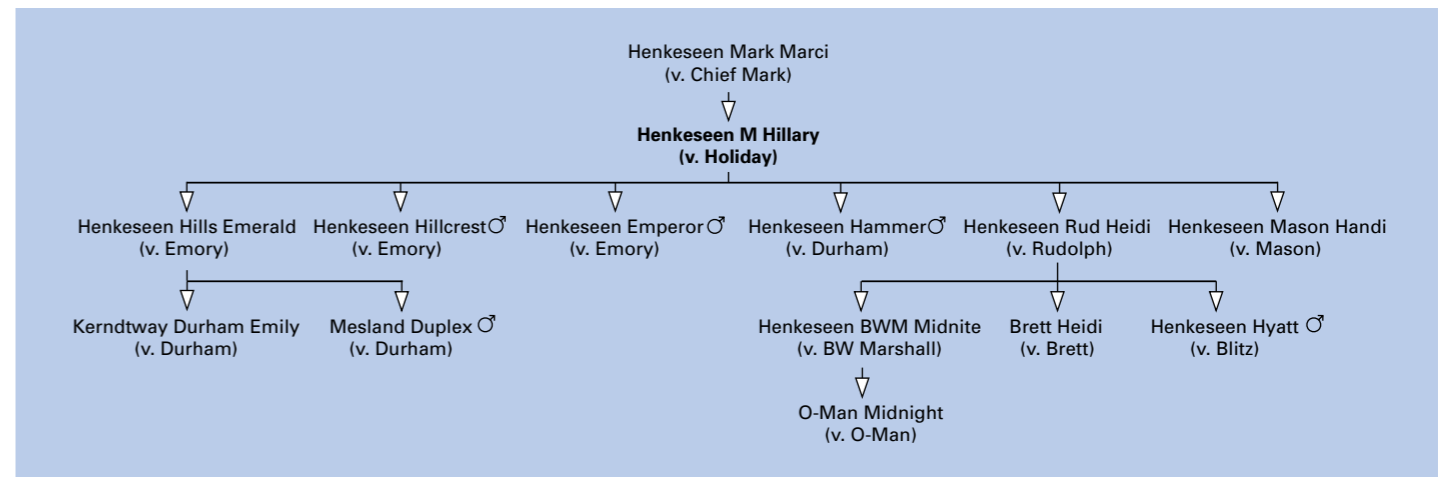 Henkeseen Mark Marci
(v. Chief Mark)
Henkeseen M Hillary
(v. Holiday)
Henkeseen Hills Emerald
(v. Emory)
Henkeseen Hillcrest♂
(v. Emory)
Henkeseen Emperor♂
(v. Emory)
Henkeseen Hammer♂
(v. Durham)
Henkeseen Rud Heidi
(v. Rudolph)
Henkeseen Mason Handi
(v. Mason)
Kerndtway Durham Emily
(v. Durham)
Mesland Duplex ♂
(v. Durham)
Henkeseen BWM Midnite
(v. BW Marshall)
Brett Heidi
(v. Brett)
Henkeseen Hyatt ♂
(v. Blitz)
O-Man Midnight
(v. O-Man)